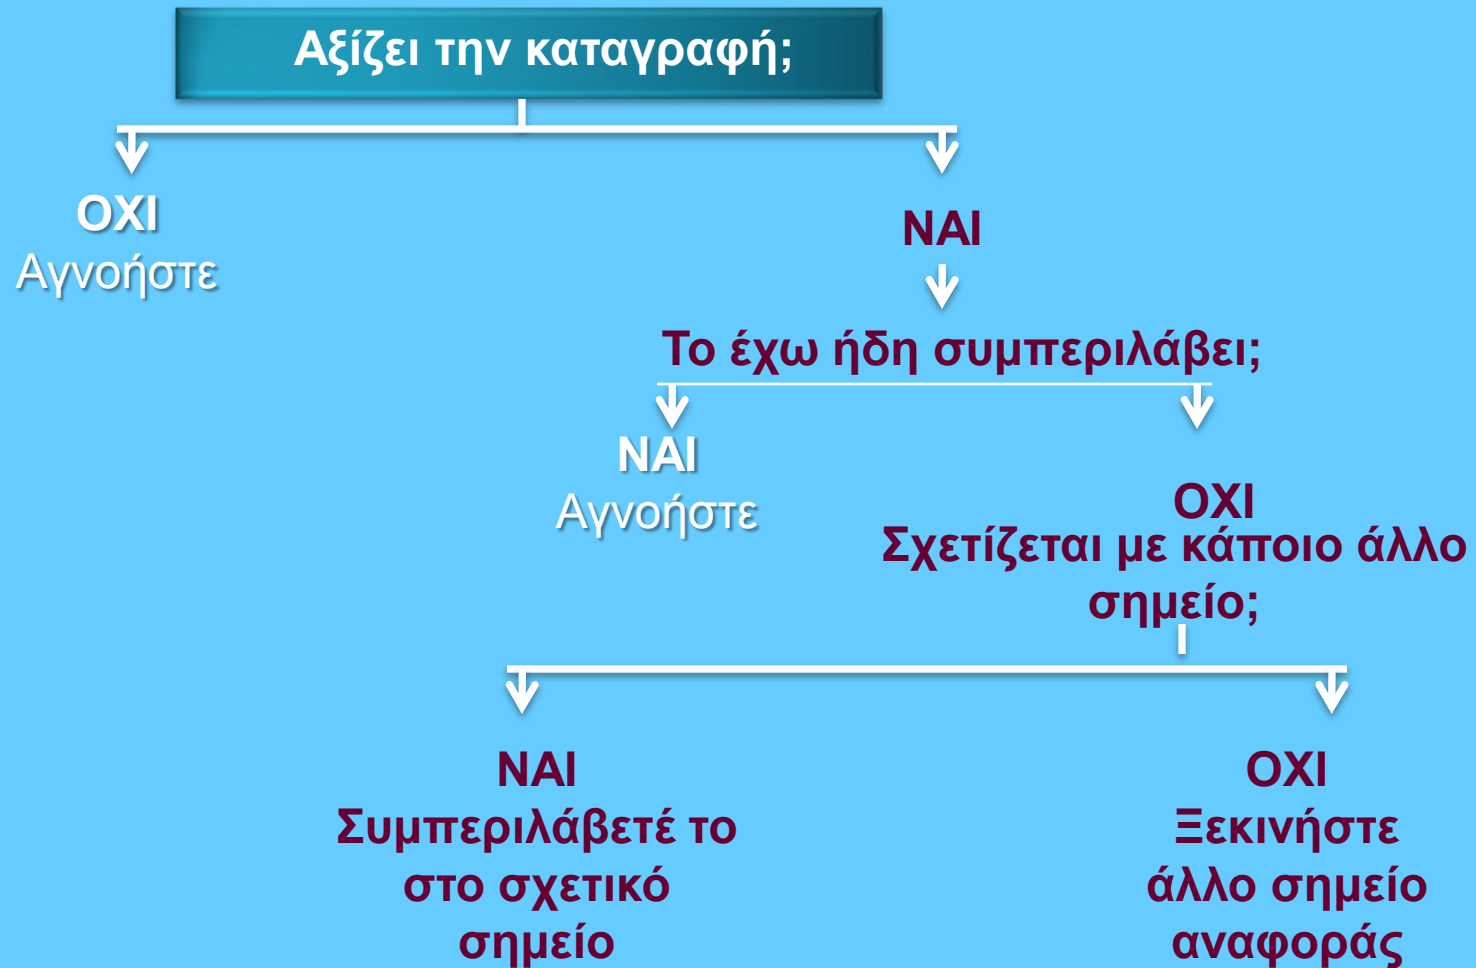 Αξίζει την καταγραφή;
ΟΧΙ
Αγνοήστε
ΝΑΙ
Το έχω ήδη συμπεριλάβει;
ΝΑΙ
Αγνοήστε
ΟΧΙ
Σχετίζεται με κάποιο άλλο
σημείο;
ΝΑΙ
Συμπεριλάβετέ το
στο σχετικό
σημείο
ΟΧΙ
Ξεκινήστε
άλλο σημείο
αναφοράς